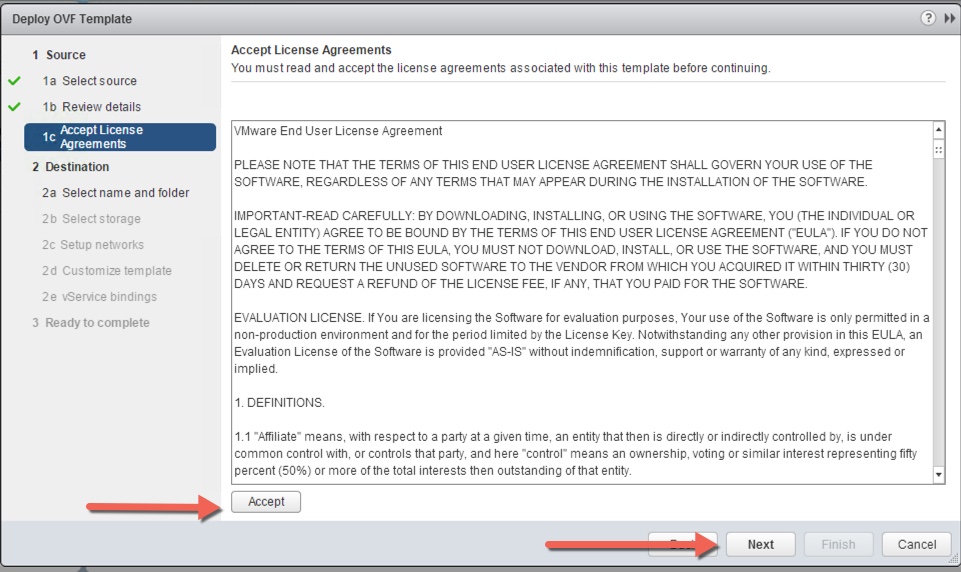 Deploy OVF Template
1 Source
1a Select source
1b Review details
1c Accept License
Agreements
2 Destination
2a Select name and folder
2b Select storage
2c Setup networks
2d Customize template
2e vService bindings
3 Ready to complete
Accept License Agreements
You must read and accept the license agreements associated with this template before continuing.
VMware End User License Agreement
PLEASE NOTE THAT THE TERMS OF THIS END USER LICENSE AGREEMENT SHALL GOVERN YOUR USE OF THE
SOFTWARE, REGARDLESS OF ANY TERMS THAT MAY APPEAR DURING THE INSTALLATION OF THE SOFTWARE.
IMPORTANT-READ CAREFULLY: BY DOWNLOADING, INSTALLING, OR USING THE SOFTWARE, YOU (THE INDIVIDUAL OR
LEGAL ENTITY) AGREE TO BE BOUND BY THE TERMS OF THIS END USER LICENSE AGREEMENT ("EULA"). IF YOU DO NOT
AGREE TO THE TERMS OF THIS EULA, YOU MUST NOT DOWNLOAD, INSTALL, OR USE THE SOFTWARE, AND YOU MUST
DELETE OR RETURN THE UNUSED SOFTWARE TO THE VENDOR FROM WHICH YOU ACQUIRED IT WITHIN THIRTY (30)
DAYS AND REQUEST A REFUND OF THE LICENSE FEE, IF ANY, THAT YOU PAID FOR THE SOFTWARE.
EVALUATION LICENSE. If You are licensing the Software for evaluation purposes, Your use of the Software is only permitted in a
non-production environment and for the period limited by the License Key. Notwithstanding any other provision in this EULA, an
Evaluation License of the Software is provided "AS-IS" without indemnification, support or warranty of any kind, expressed or
implied.
1. DEFINITIONS.
1.1 "Affiliate" means, with respect to a party at a given time, an entity that then is directly or indirectly controlled by, is under
common control with, or controls that party, and here "control" means an ownership, voting or similar interest representing fifty
percent (50%) or more of the total interests then outstanding of that entity.
Accept
Next
Finish
Cancel